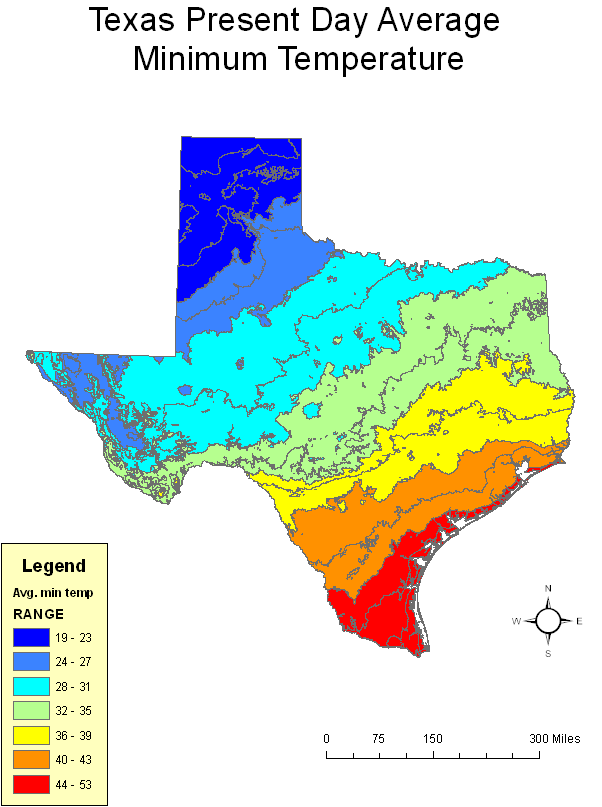 Texas Present Day Average
Minimum Temperature
Legend
Avg. min temp
RANGE
19 - 23
24 - 27
28 - 31
32 - 35
36 - 39
40 - 43
44 - 53
N
W E
S
0 75 150 300 Miles